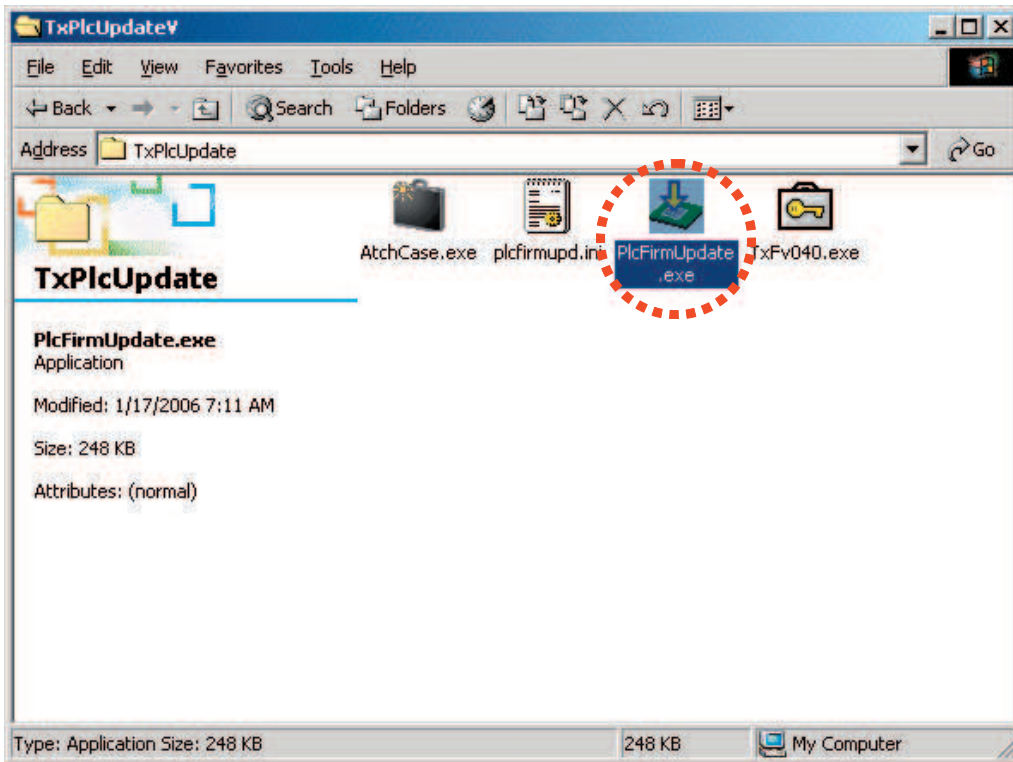 TxPlcUpdate¥
File Edit View Favorites Tools Help
Back Search Folders
Address TxPlcUpdate Go
AtchCase.exe plcfirmupd.ini PlcFirmUpdate TxFv040.exe
.exe
TxPlcUpdate
PlcFirmUpdate.exe
Application
Modified: 1/17/2006 7:11 AM
Size: 248 KB
Attributes: (normal)
Type: Application Size: 248 KB 248 KB My Computer